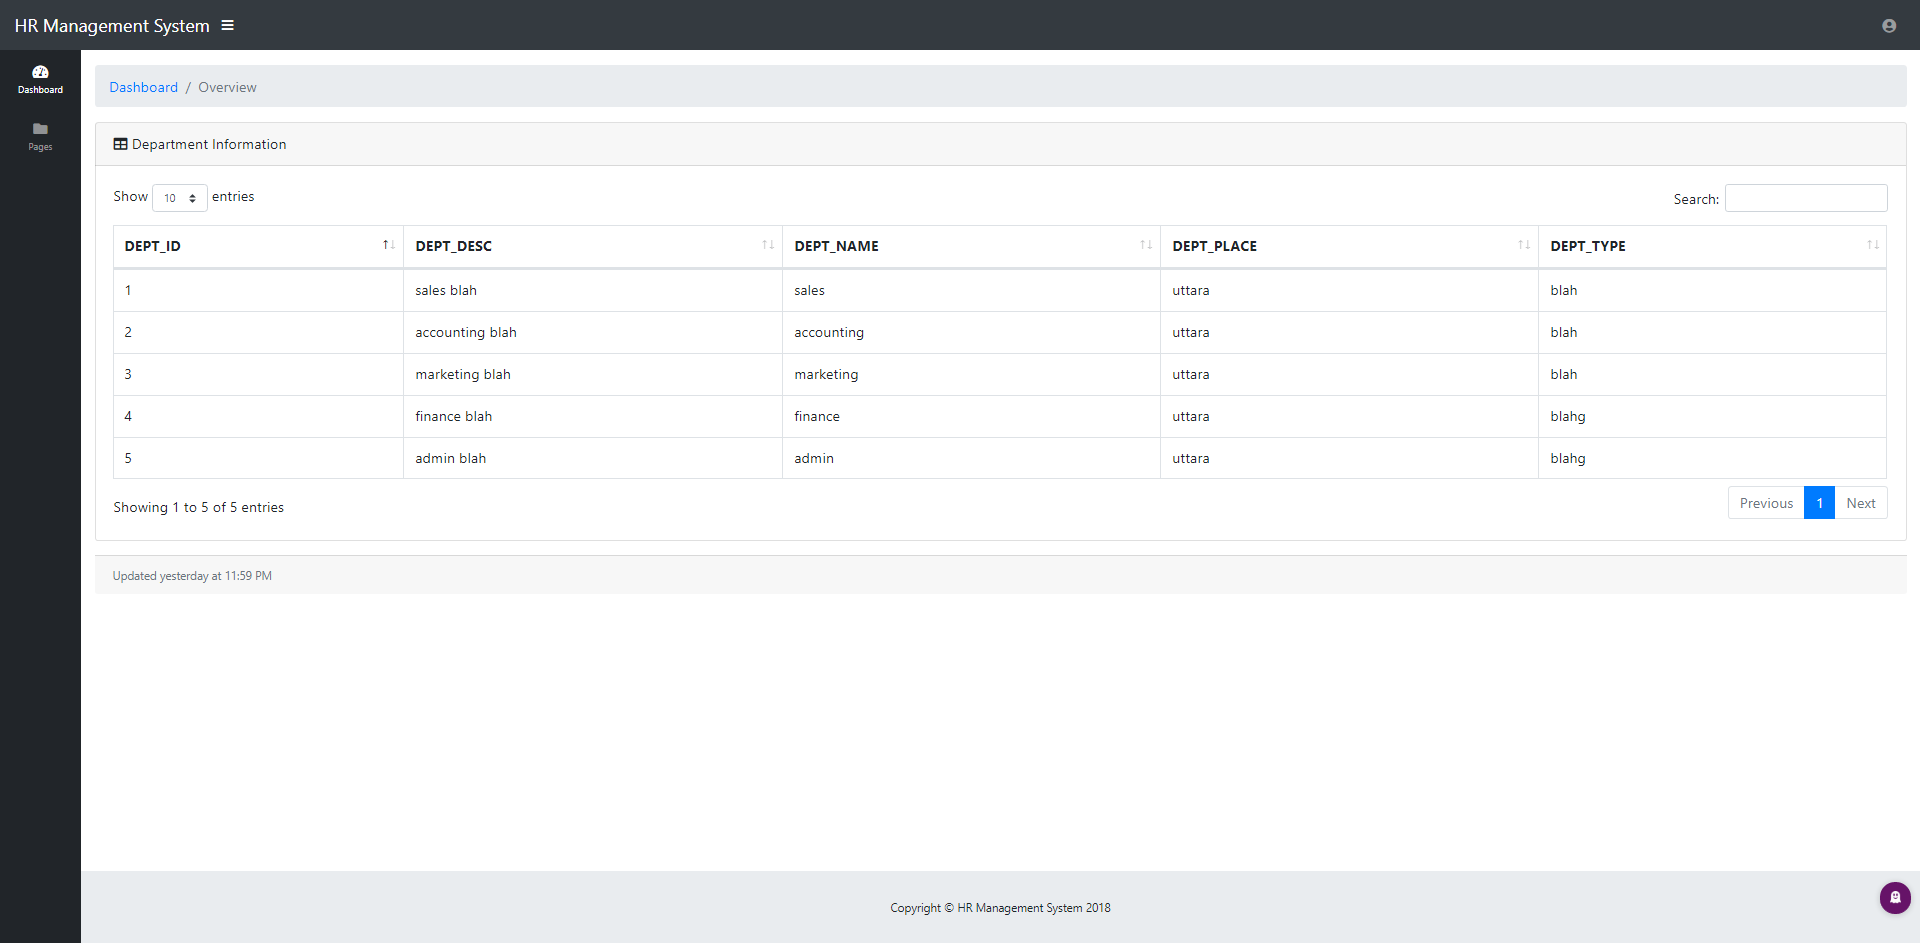 HR Management System
Dashboard
Pages
Dashboard / Overview
Department Information
Show 10 entries
Search:
DEPT_ID DEPT_DESC DEPT_NAME DEPT_PLACE DEPT_TYPE
1 sales blah sales uttara blah
2 accounting blah accounting uttara blah
3 marketing blah marketing uttara blah
4 finance blah finance uttara blahg
5 admin blah admin uttara blahg
Showing 1 to 5 of 5 entries
Previous 1 Next
Updated yesterday at 11:59 PM
Copyright © HR Management System 2018